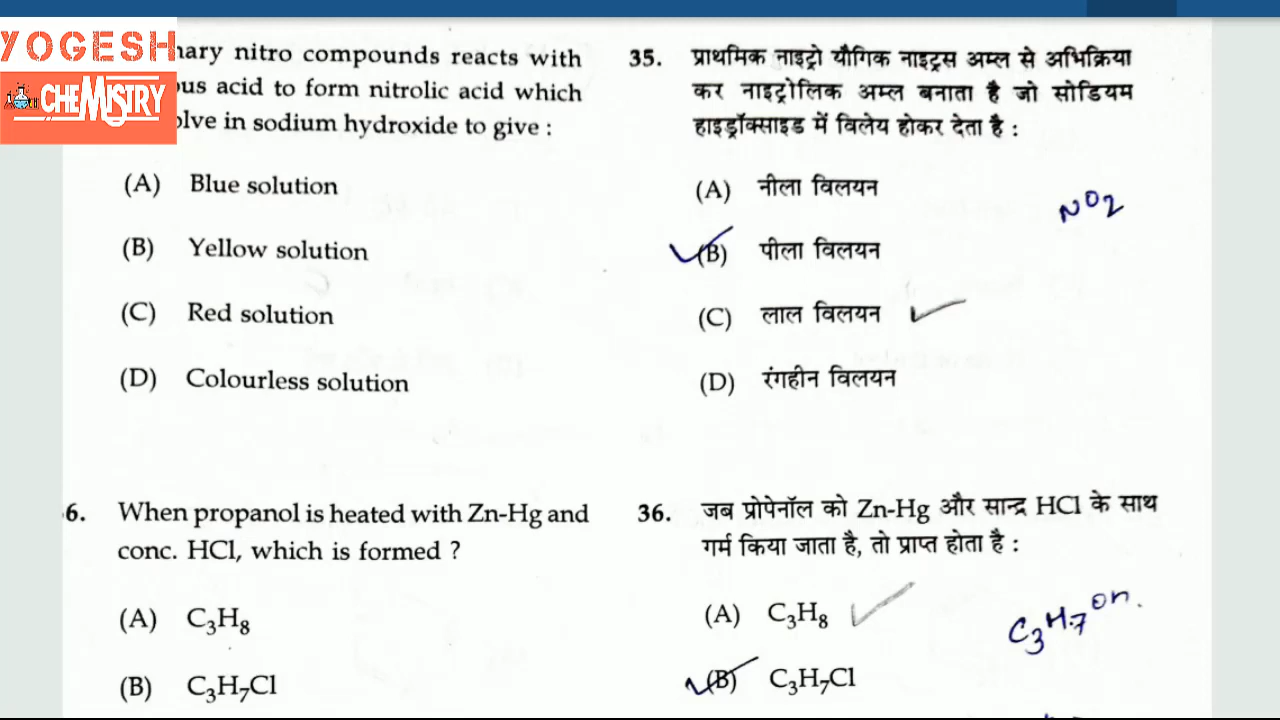 YOGESH
CHEMISTRY
nary nitro compounds reacts with
ous acid to form nitrolic acid which
olve in sodium hydroxide to give :
(A) Blue solution
(B) Yellow solution
(C) Red solution
(D) Colourless solution
6. When propanol is heated with Zn-Hg and
conc. HCl, which is formed ?
(A) C₃H₈
(B) C₃H₇Cl
35. प्राथमिक नाइट्रो यौगिक नाइट्रस अम्ल से अभिक्रिया
कर नाइट्रोलिक अम्ल बनाता है जो सोडियम
हाइड्रॉक्साइड में विलेय होकर देता है :
(A) नीला विलयन
NO₂
(B) पीला विलयन
(C) लाल विलयन
(D) रंगहीन विलयन
36. जब प्रोपेनॉल को Zn-Hg और सान्द्र HCl के साथ
गर्म किया जाता है, तो प्राप्त होता है :
(A) C₃H₈
C₃H₇OH.
(B) C₃H₇Cl